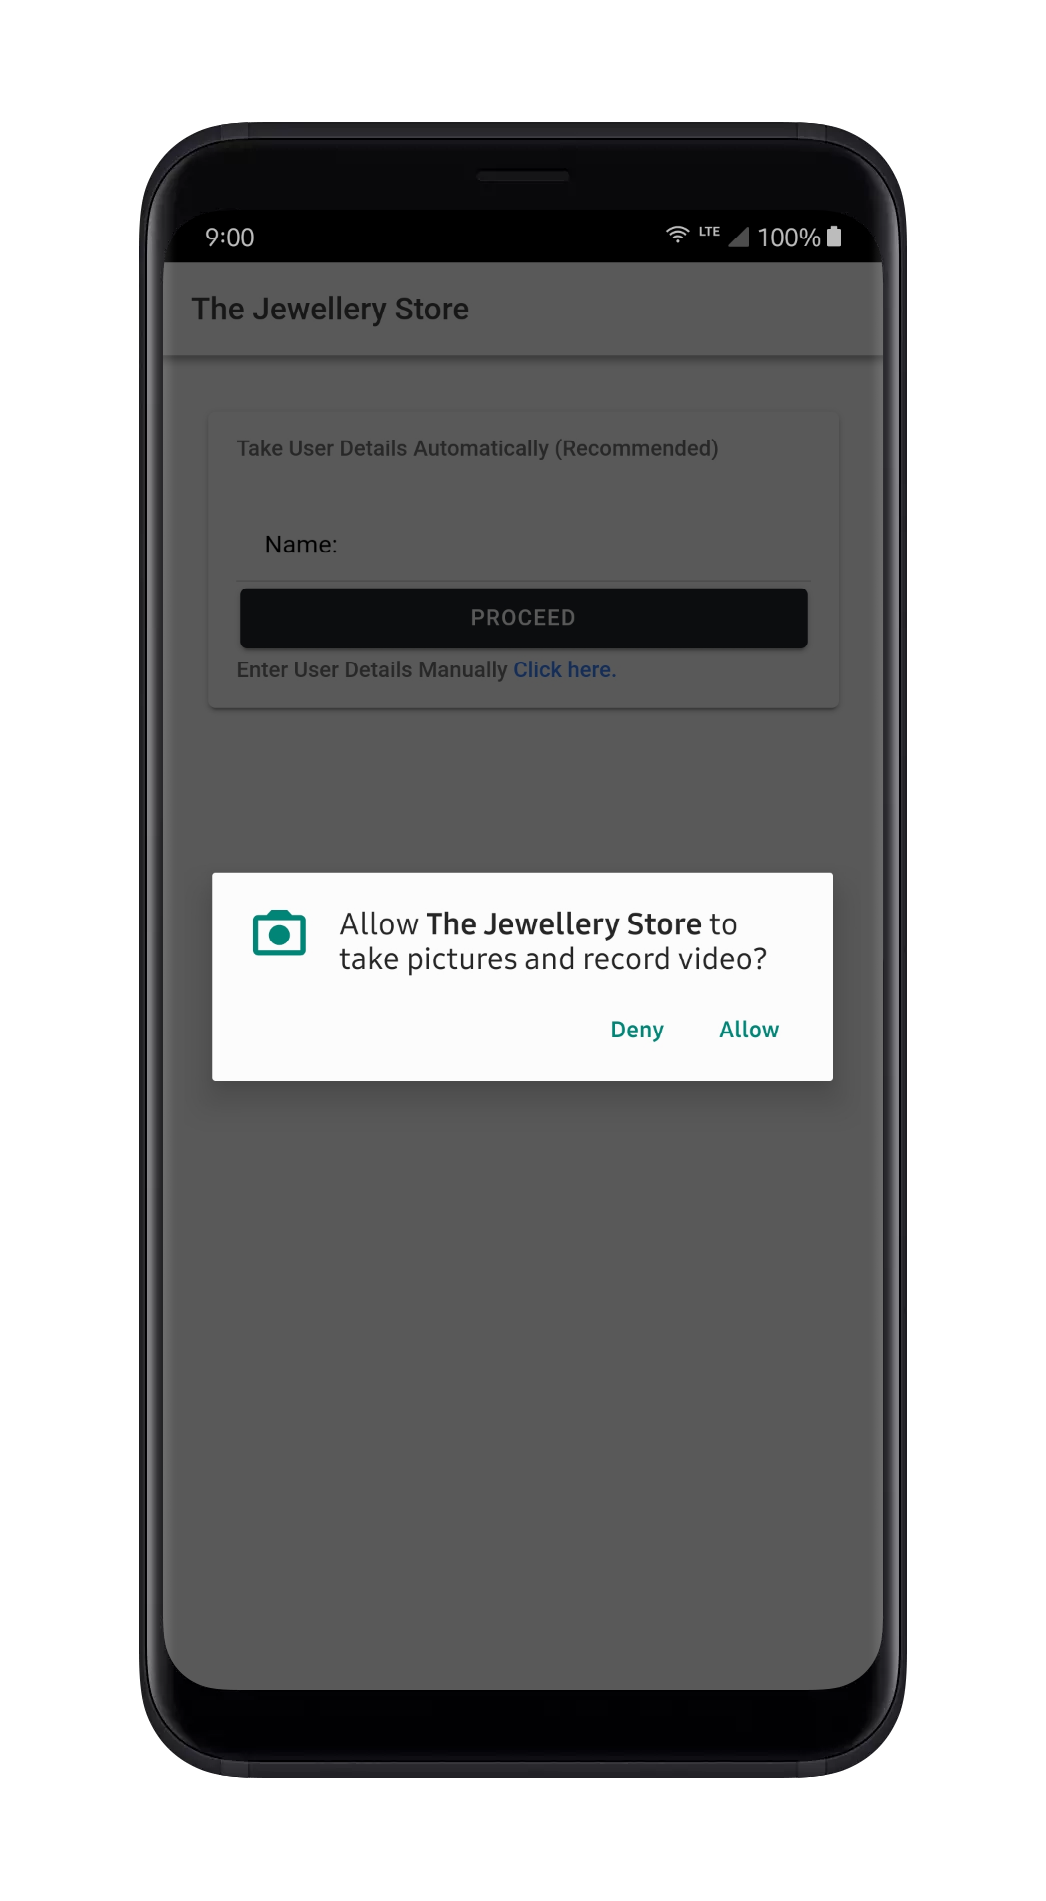 9:00 LTE 100%
The Jewellery Store
Take User Details Automatically (Recommended)
Name:
PROCEED
Enter User Details Manually Click here.
Allow The Jewellery Store to
take pictures and record video?
Deny Allow